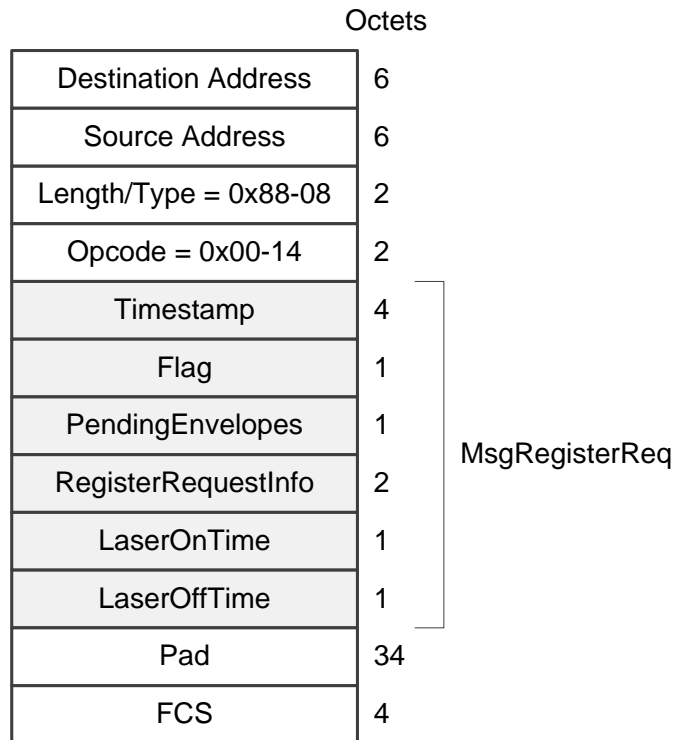 Octets
Destination Address 6
Source Address 6
Length/Type = 0x88-08 2
Opcode = 0x00-14 2
Timestamp 4
Flag 1
PendingEnvelopes 1
MsgRegisterReq
RegisterRequestInfo 2
LaserOnTime 1
LaserOffTime 1
Pad 34
FCS 4